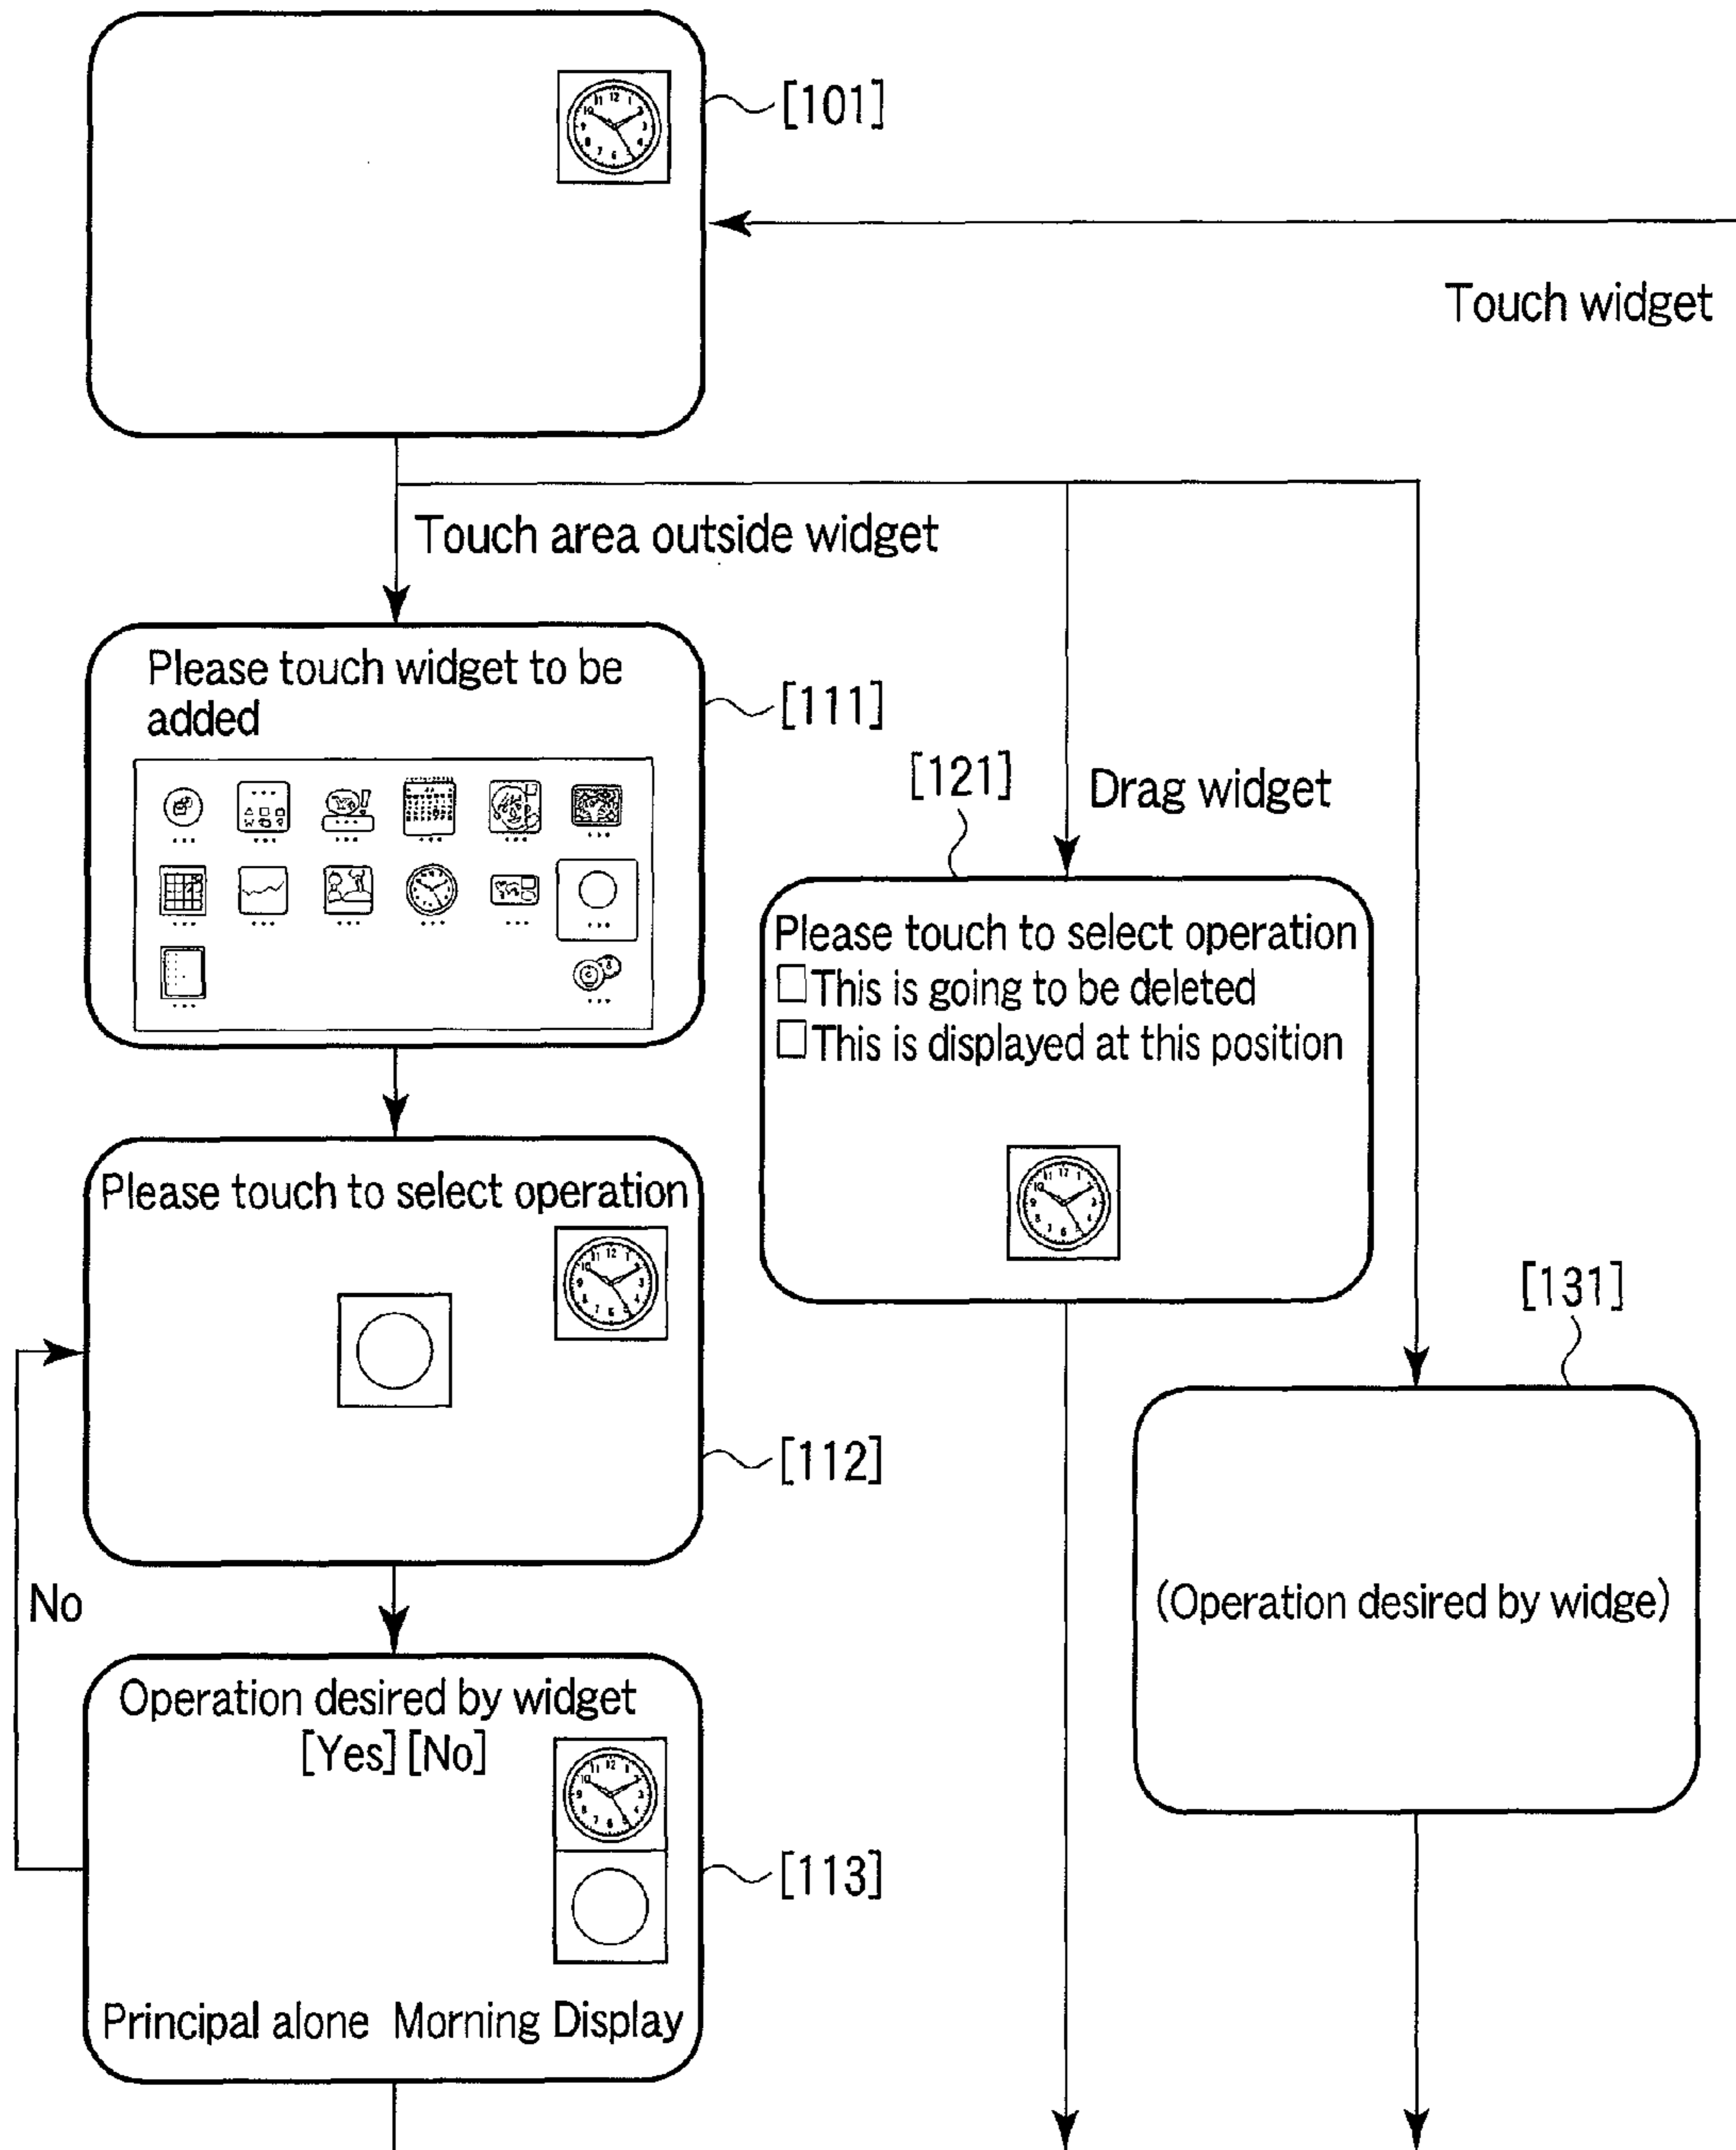 [101]
Touch widget
Touch area outside widget
Please touch widget to be
added
[111]
[121]
Drag widget
Please touch to select operation
□This is going to be deleted
□This is displayed at this position
Please touch to select operation
[112]
[131]
(Operation desired by widge)
No
Operation desired by widget
[Yes] [No]
[113]
Principal alone Morning Display